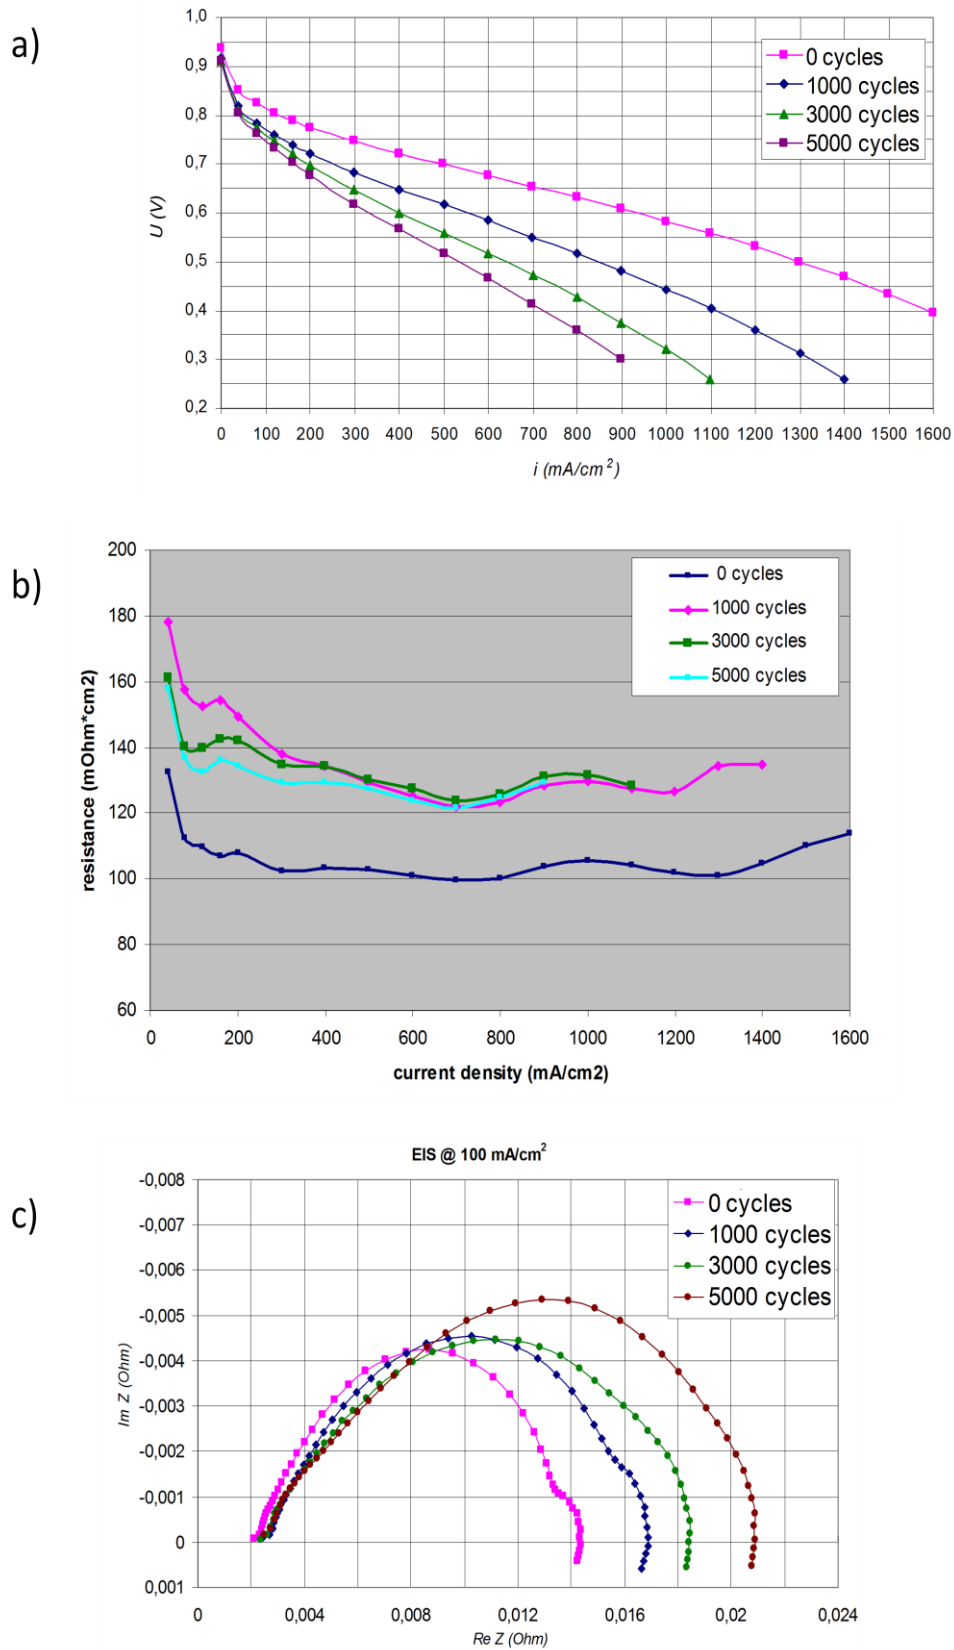 a)
1,0
0,9
0,8
0,7
0,6
0,5
0,4
0,3
0,2
U (V)
0 cycles
1000 cycles
3000 cycles
5000 cycles
0 100 200 300 400 500 600 700 800 900 1000 1100 1200 1300 1400 1500 1600
i (mA/cm²)
b)
200
180
160
140
120
100
80
60
resistance (mOhm*cm2)
0 cycles
1000 cycles
3000 cycles
5000 cycles
0 200 400 600 800 1000 1200 1400 1600
current density (mA/cm2)
c)
EIS @ 100 mA/cm²
-0,008
-0,007
-0,006
-0,005
-0,004
-0,003
-0,002
-0,001
0
0,001
Im Z (Ohm)
0 cycles
1000 cycles
3000 cycles
5000 cycles
0 0,004 0,008 0,012 0,016 0,02 0,024
Re Z (Ohm)